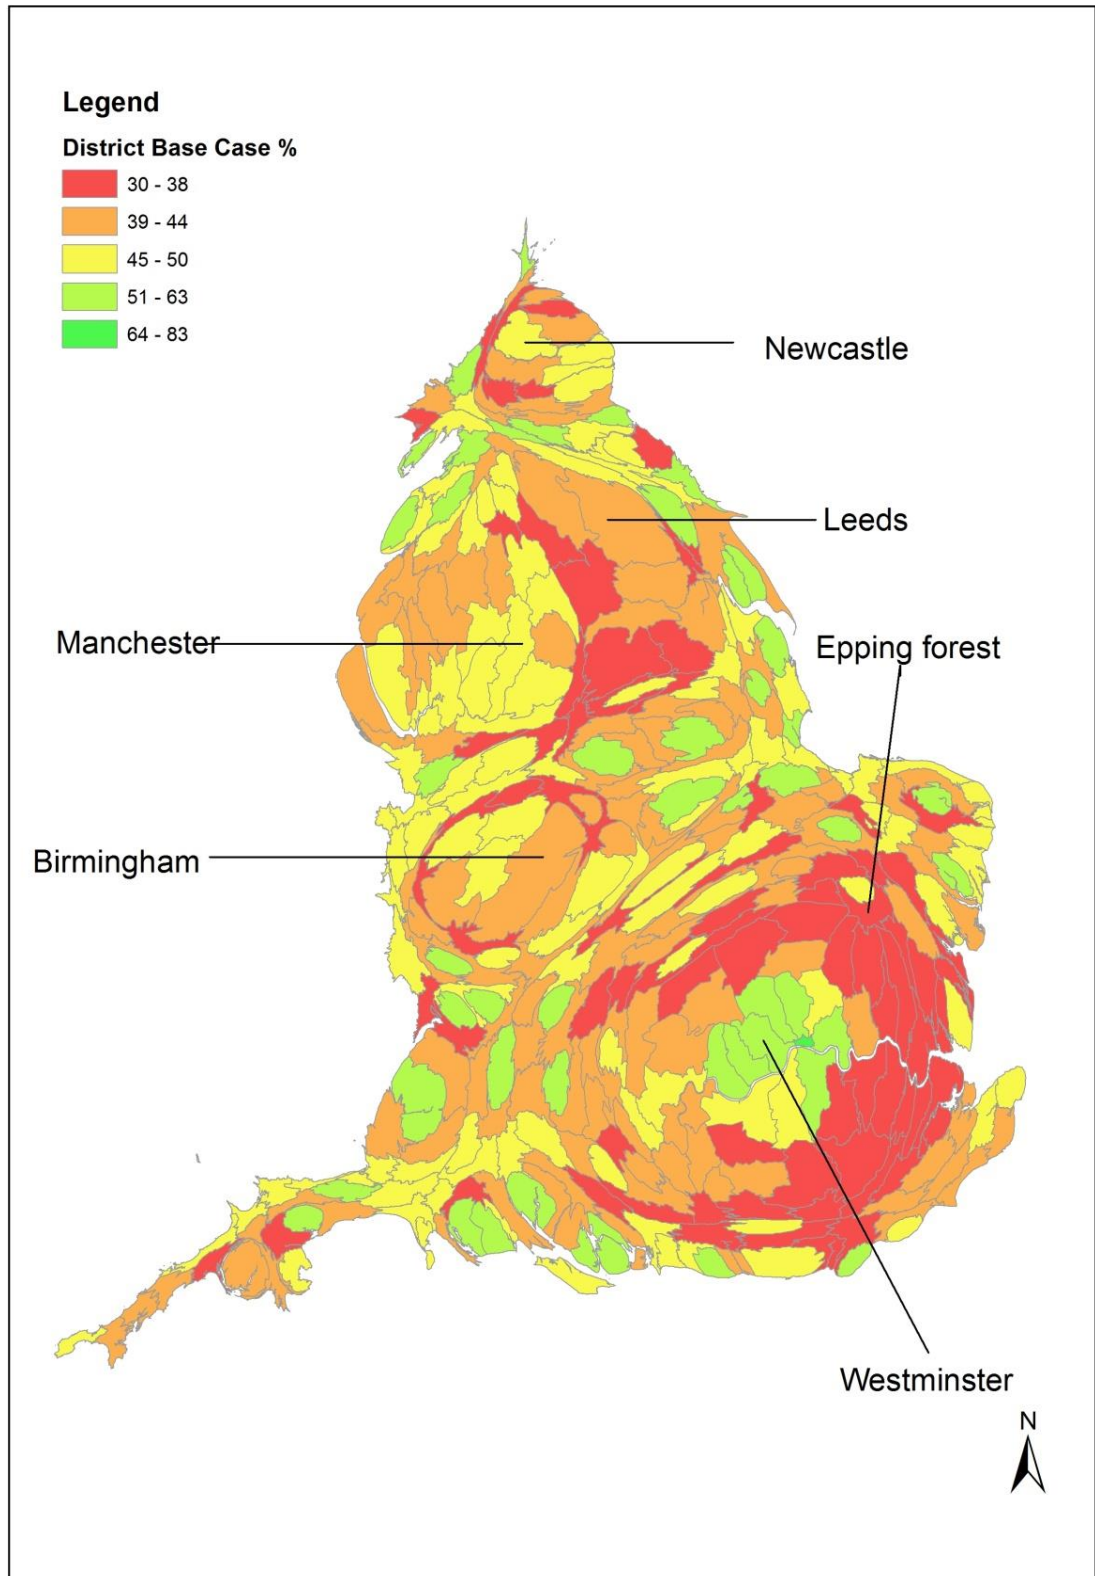 Legend
District Base Case %
30 - 38
39 - 44
45 - 50
51 - 63
64 - 83
Newcastle
Leeds
Manchester
Epping forest
Birmingham
Westminster
N